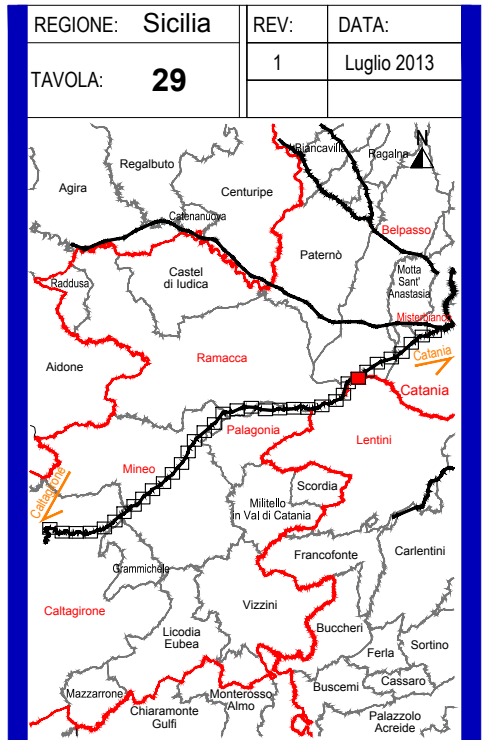 REGIONE: Sicilia
REV:
DATA:
TAVOLA: 29
1
Luglio 2013
N
Biancavilla
Ragalna
Regalbuto
Agira
Centuripe
Catenanuova
Belpasso
Paternò
Motta
Sant'
Anastasia
Castel
di Iudica
Raddusa
Misterbianco
Catania
Aidone
Ramacca
Catania
Palagonia
Lentini
Mineo
Caltagirone
Scordia
Militello
in Val di Catania
Francofonte
Carlentini
Grammichele
Vizzini
Caltagirone
Licodia
Eubea
Buccheri
Ferla
Sortino
Buscemi
Cassaro
Mazzarrone
Monterosso
Almo
Chiaramonte
Gulfi
Palazzolo
Acreide